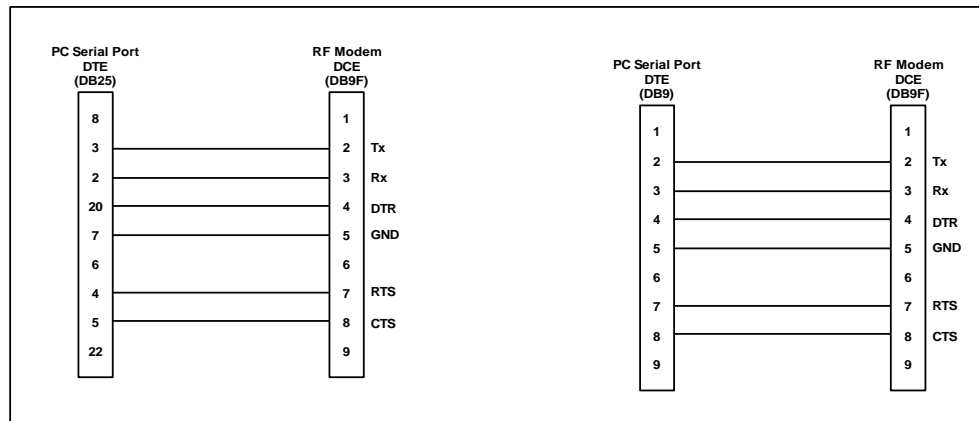 PC Serial Port
DTE
(DB25)
RF Modem
DCE
(DB9F)
8 1
3 2 Tx
2 3 Rx
20 4 DTR
7 5 GND
6 6
4 7 RTS
5 8 CTS
22 9
PC Serial Port
DTE
(DB9)
RF Modem
DCE
(DB9F)
1 1
2 2 Tx
3 3 Rx
4 4 DTR
5 5 GND
6 6
7 7 RTS
8 8 CTS
9 9